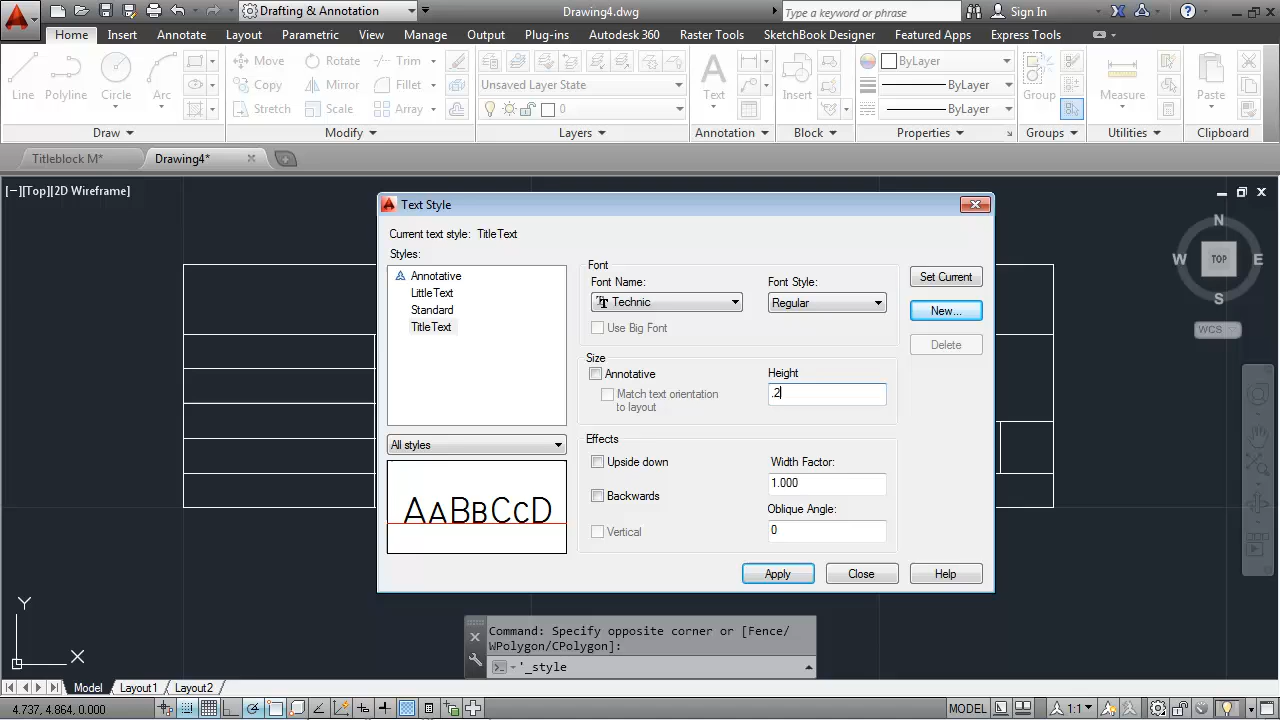 Drafting & Annotation
Drawing4.dwg
Type a keyword or phrase
Sign In
Home Insert Annotate Layout Parametric View Manage Output Plug-ins Autodesk 360 Raster Tools SketchBook Designer Featured Apps Express Tools
Line Polyline Circle Arc
Move Rotate Trim
Copy Mirror Fillet
Stretch Scale Array
Unsaved Layer State
0
Text
Insert
ByLayer
ByLayer
ByLayer
Group
Measure
Paste
Draw Modify Layers Annotation Block Properties Groups Utilities Clipboard
Titleblock M* Drawing4*
[−][Top][2D Wireframe]
Text Style
Current text style: TitleText
Styles:
Annotative
LittleText
Standard
TitleText
All styles
AaBbCcD
Font
Font Name: Font Style:
Technic Regular
Use Big Font
Size
Annotative Height
Match text orientation
to layout
.2
Effects
Upside down Width Factor:
1.000
Backwards
Oblique Angle:
Vertical 0
Set Current
New...
Delete
Apply Close Help
N
W TOP E
S
WCS
Y
X
Command: Specify opposite corner or [Fence/
WPolygon/CPolygon]:
'_style
Model Layout1 Layout2
4.737, 4.864, 0.000
MODEL
1:1